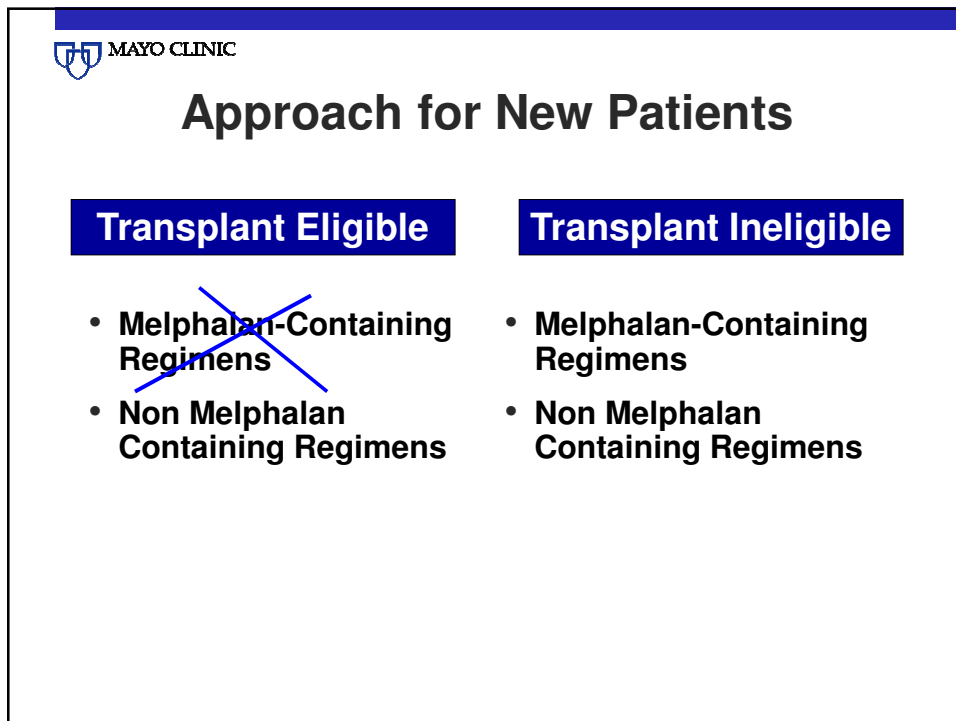 MAYO CLINIC
Approach for New Patients
Transplant Eligible
• Melphalan-Containing
Regimens
• Non Melphalan
Containing Regimens
Transplant Ineligible
• Melphalan-Containing
Regimens
• Non Melphalan
Containing Regimens